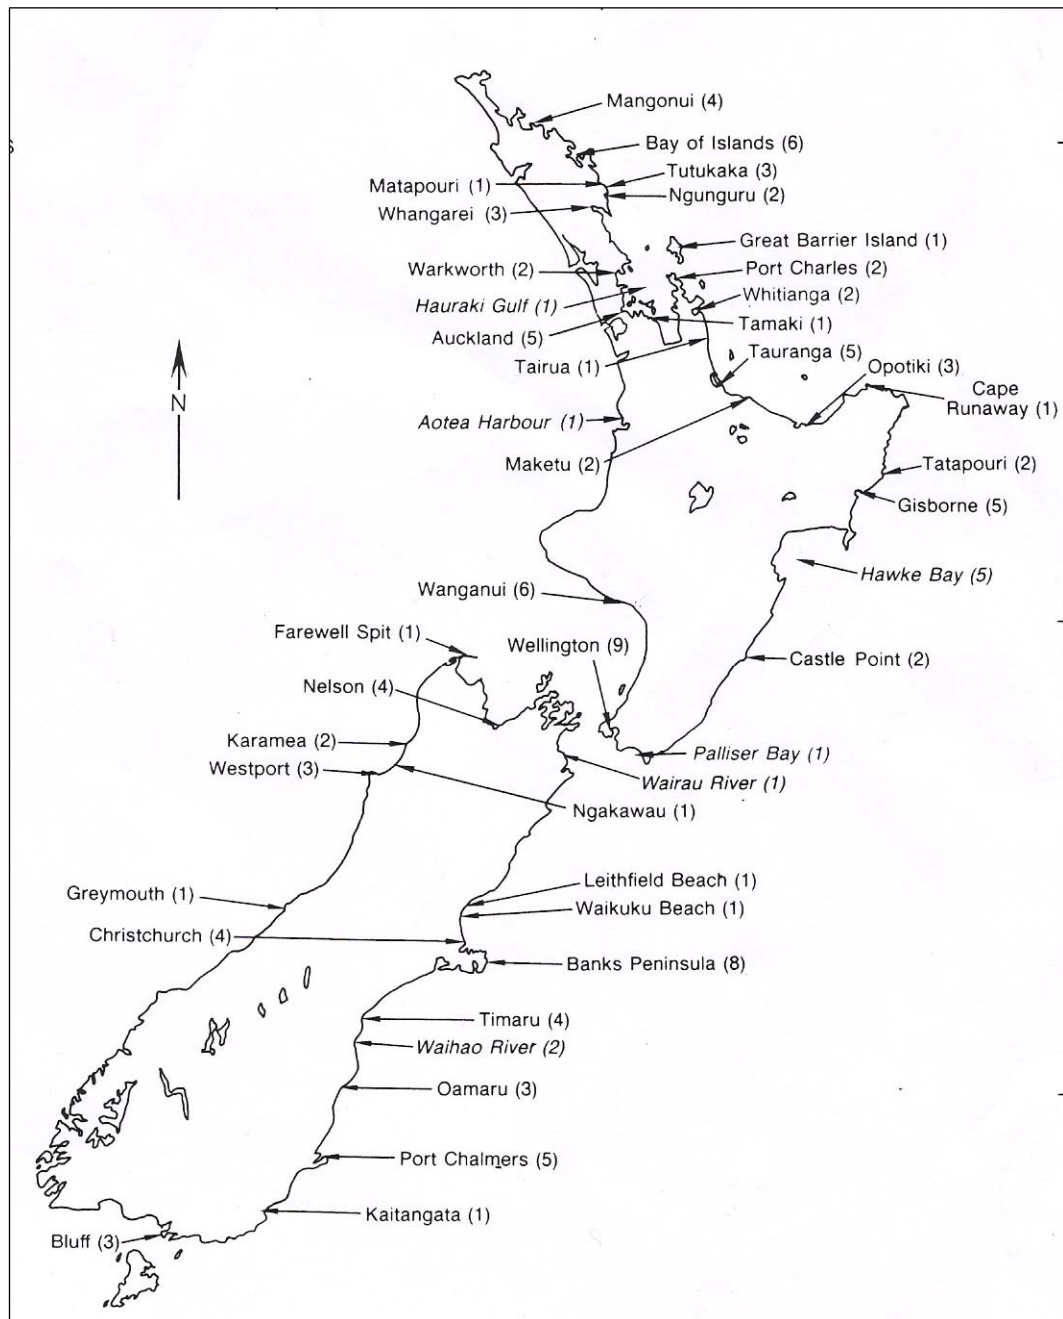 Mangonui (4)
Bay of Islands (6)
Tutukaka (3)
Matapouri (1)
Ngunguru (2)
Whangarei (3)
Great Barrier Island (1)
Warkworth (2)
Port Charles (2)
Hauraki Gulf (1)
Whitianga (2)
Auckland (5)
Tamaki (1)
Tairua (1)
Tauranga (5)
Opotiki (3)
Cape
Runaway (1)
N
Aotea Harbour (1)
Maketu (2)
Tatapouri (2)
Gisborne (5)
Hawke Bay (5)
Wanganui (6)
Farewell Spit (1)
Wellington (9)
Castle Point (2)
Nelson (4)
Karamea (2)
Palliser Bay (1)
Westport (3)
Wairau River (1)
Ngakawau (1)
Leithfield Beach (1)
Greymouth (1)
Waikuku Beach (1)
Christchurch (4)
Banks Peninsula (8)
Timaru (4)
Waihao River (2)
Oamaru (3)
Port Chalmers (5)
Kaitangata (1)
Bluff (3)